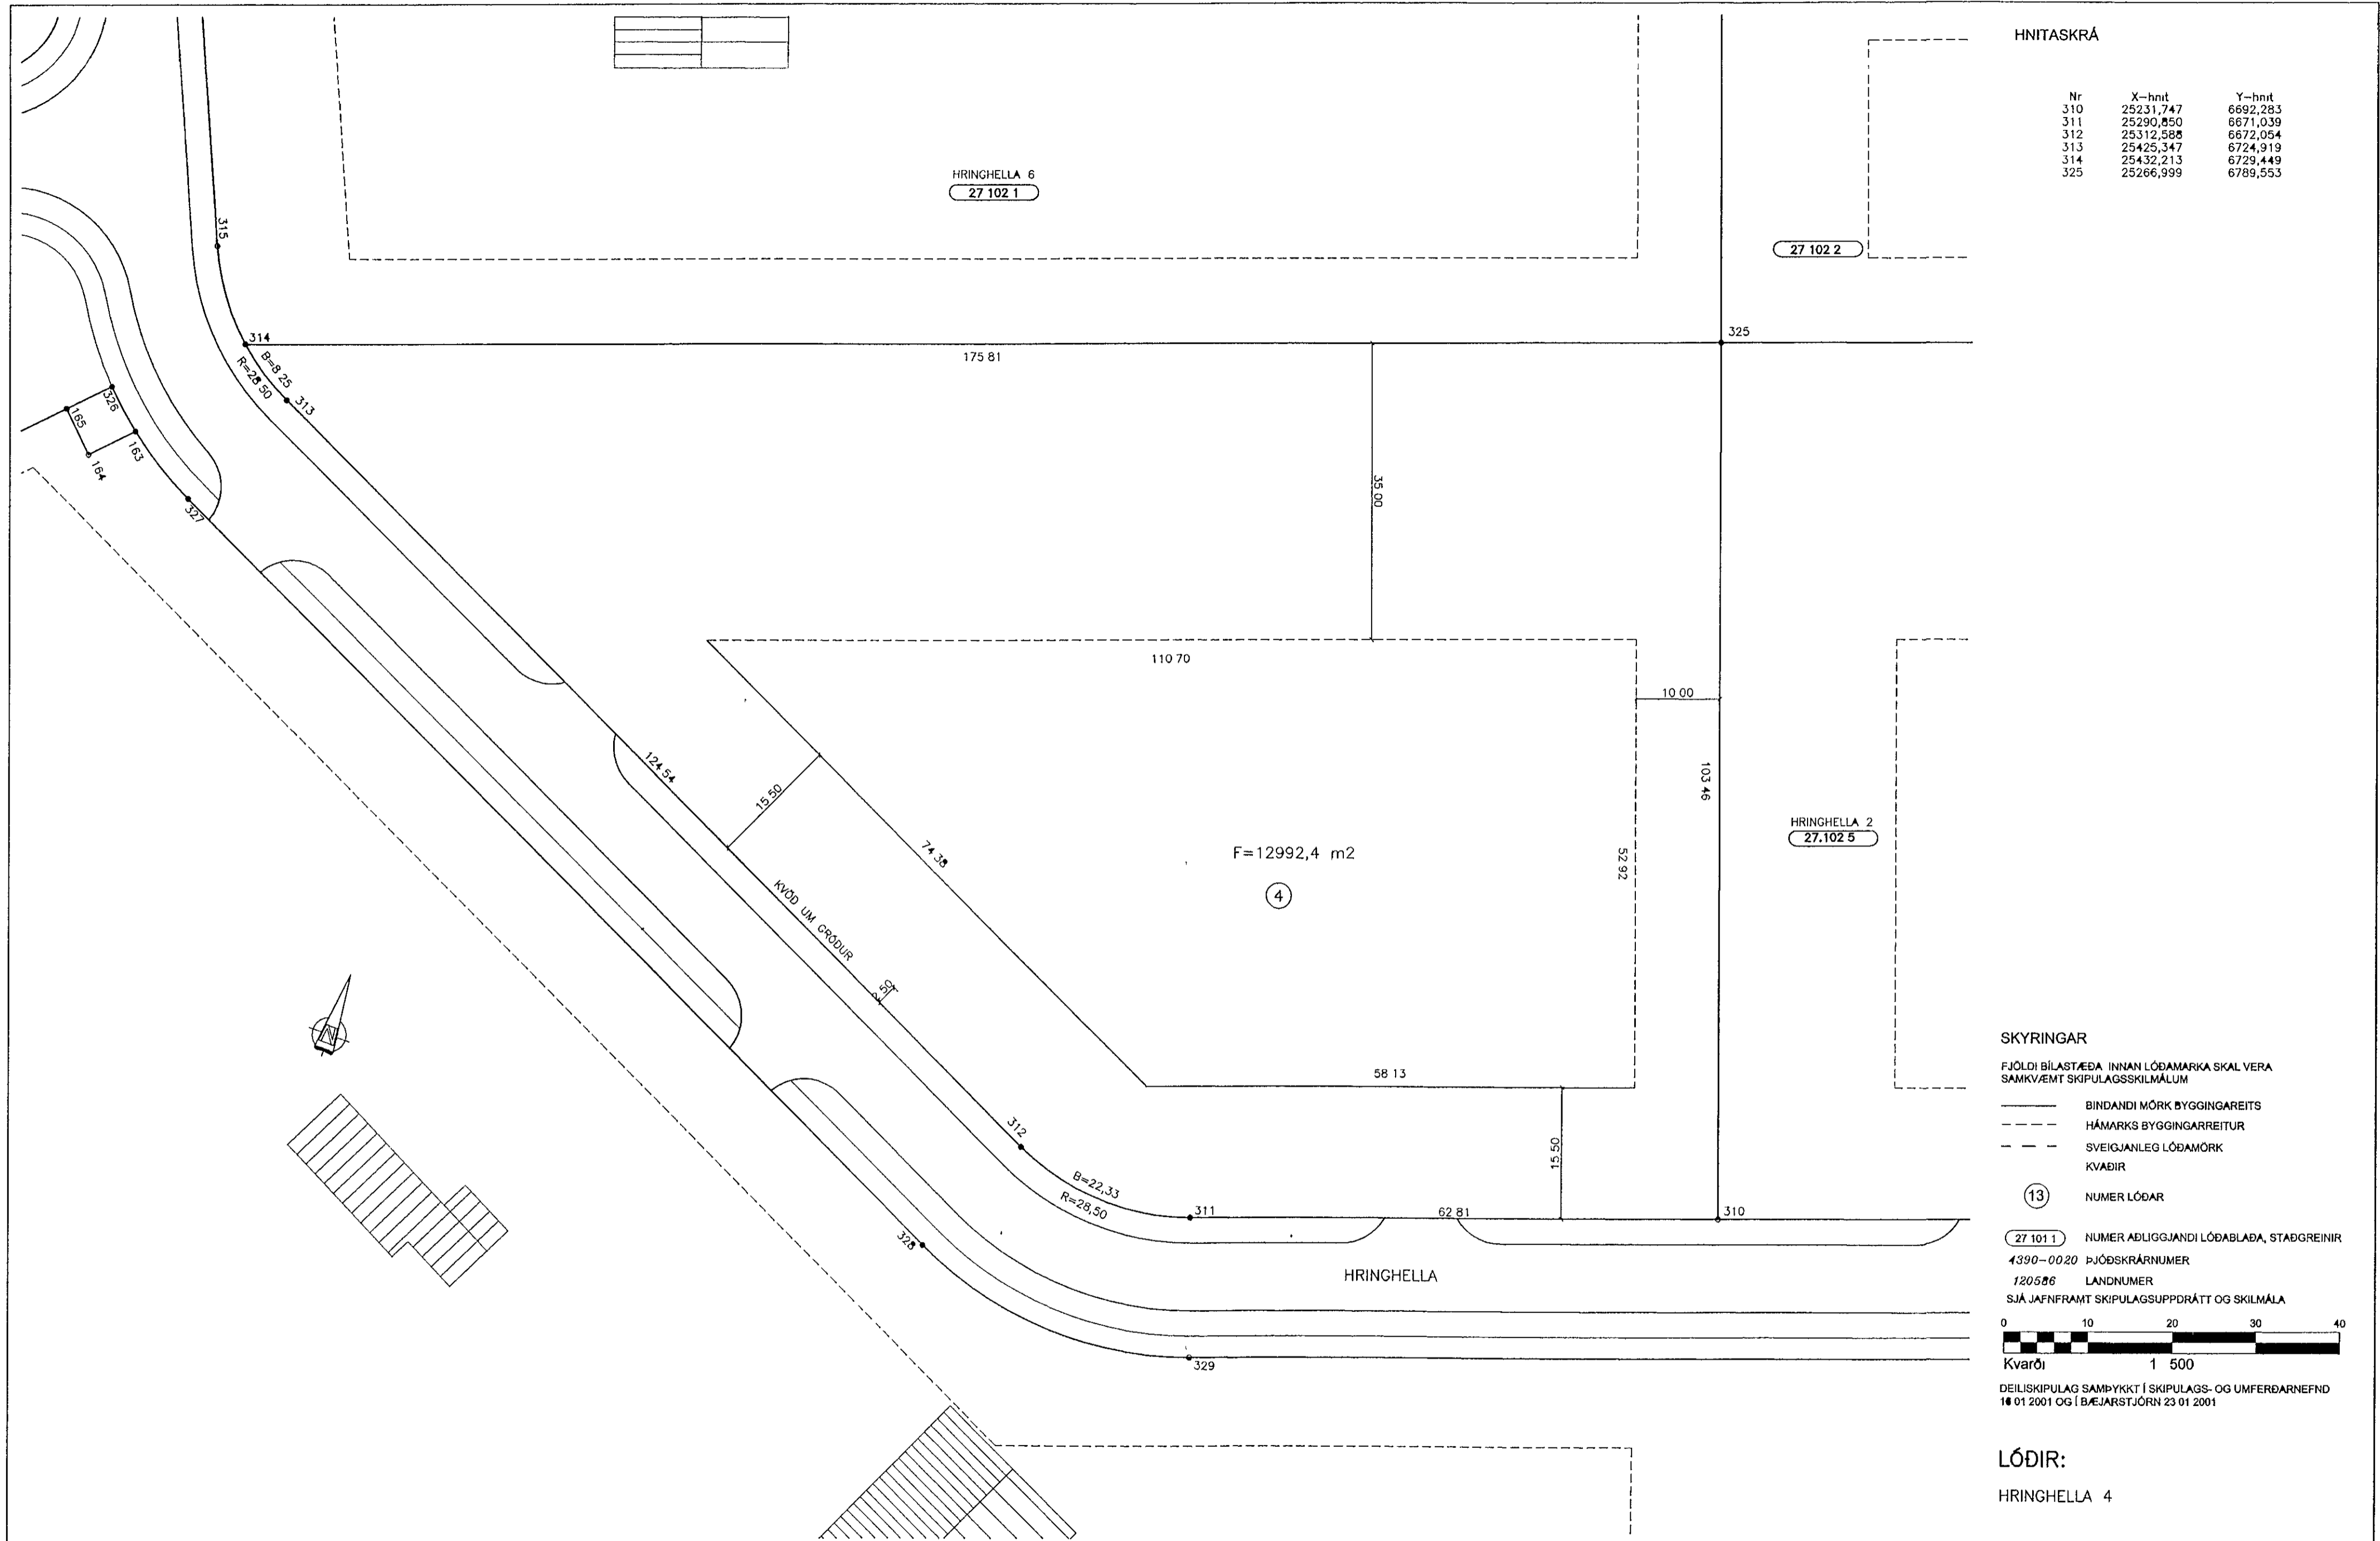 HNITASKRÁ
Nr X-hnit Y-hnit
310 25231,747 6692,283
311 25290,850 6671,039
312 25312,588 6672,054
313 25425,347 6724,919
314 25432,213 6729,449
325 25266,999 6789,553
HRINGHELLA 6
27 102 1
27 102 2
315
314
325
175 81
B=8 25
R=28 50
313
326
165
163
164
327
35 00
110 70
10 00
124 54
15 50
103 46
74 38
F=12992,4 m2
4
52 92
HRINGHELLA 2
27.102 5
KVÖÐ UM GRÓÐUR
2 50
N
58 13
312
B=22,33
R=28,50
311
15 50
62 81
310
328
HRINGHELLA
329
SKYRINGAR
FJÖLDI BÍLASTÆÐA INNAN LÓÐAMARKA SKAL VERA
SAMKVÆMT SKIPULAGSSKILMÁLUM
BINDANDI MÖRK BYGGINGAREITS
HÁMARKS BYGGINGARREITUR
SVEIGJANLEG LÓÐAMÖRK
KVAÐIR
13 NUMER LÓÐAR
27 101 1 NUMER AÐLIGGJANDI LÓÐABLAÐA, STAÐGREINIR
4390-0020 ÞJÓÐSKRÁRNUMER
120586 LANDNUMER
SJÁ JAFNFRAMT SKIPULAGSUPPDRÁTT OG SKILMÁLA
0 10 20 30 40
Kvarði 1 500
DEILISKIPULAG SAMÞYKKT Í SKIPULAGS- OG UMFERÐARNEFND
16 01 2001 OG Í BÆJARSTJÓRN 23 01 2001
LÓÐIR:
HRINGHELLA 4